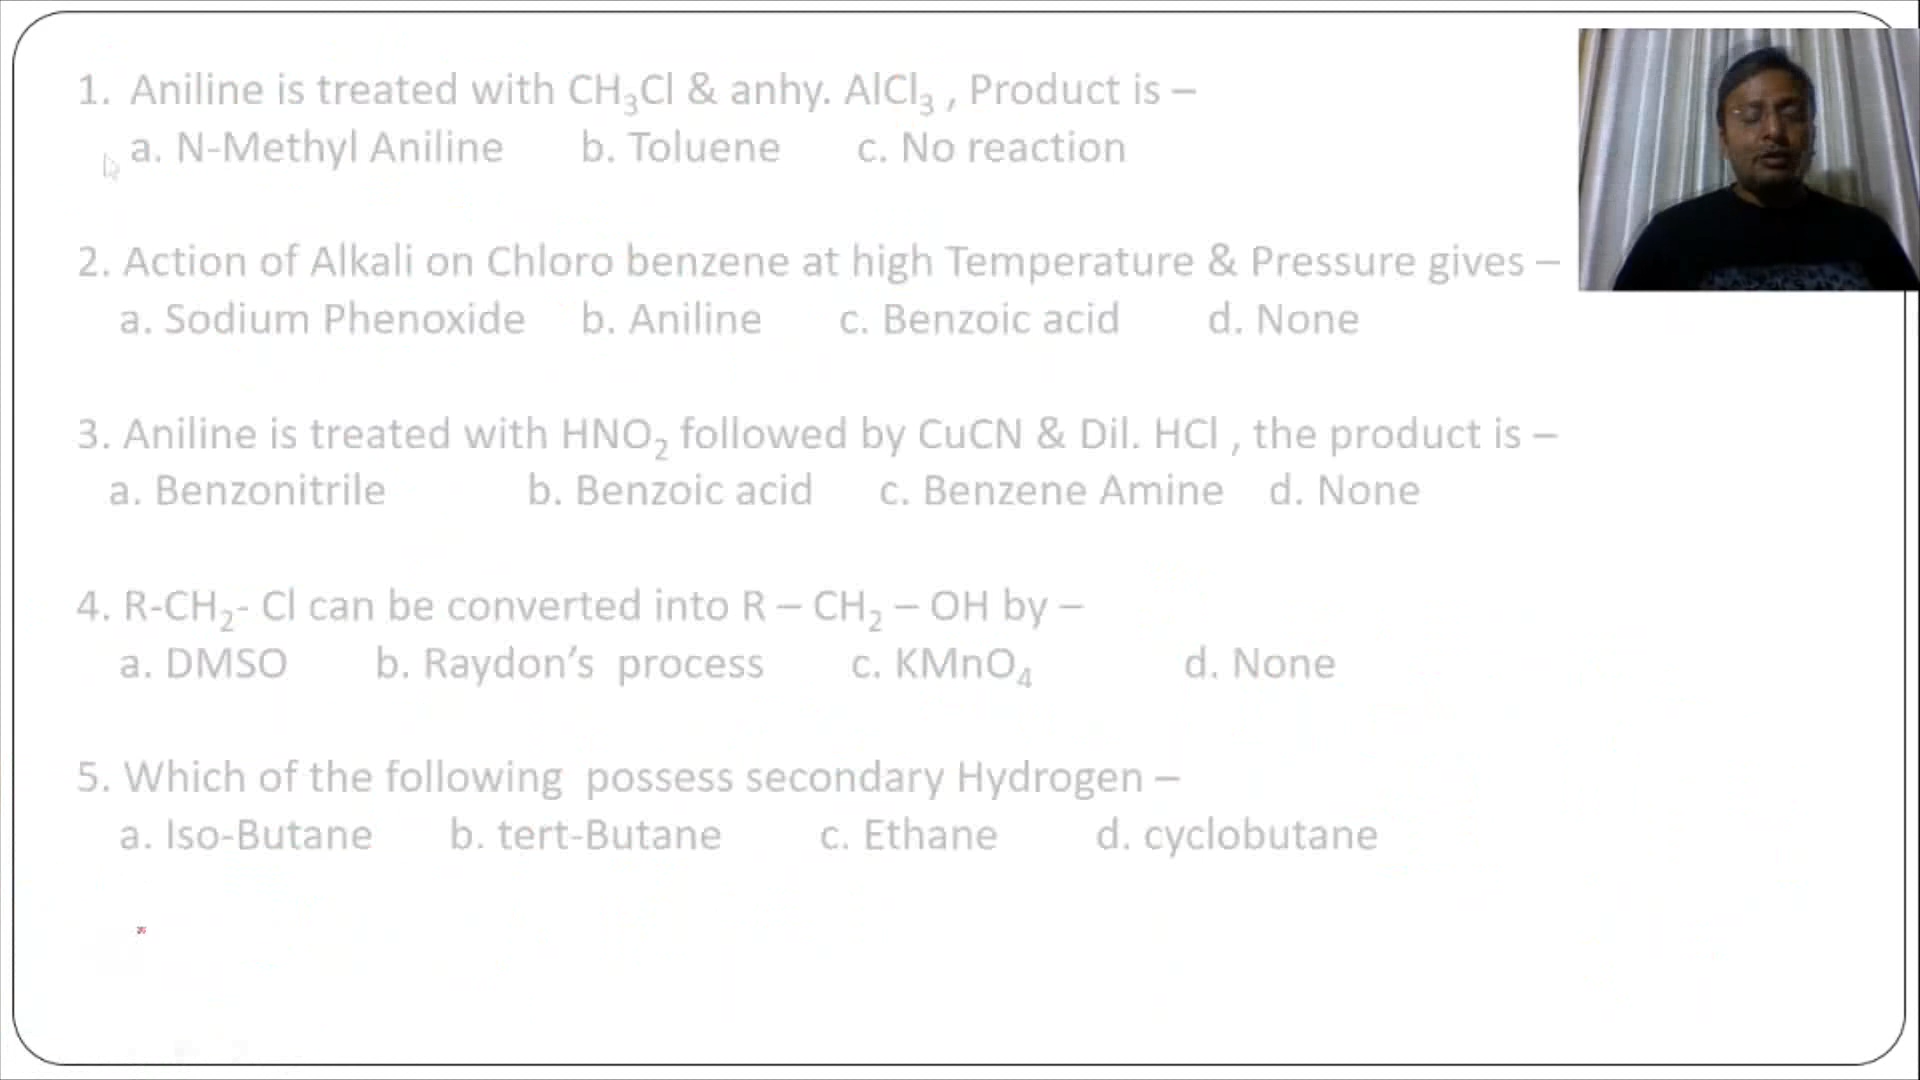 1. Aniline is treated with CH₃Cl & anhy. AlCl₃ , Product is –
a. N-Methyl Aniline b. Toluene c. No reaction
2. Action of Alkali on Chloro benzene at high Temperature & Pressure gives –
a. Sodium Phenoxide b. Aniline c. Benzoic acid d. None
3. Aniline is treated with HNO₂ followed by CuCN & Dil. HCl , the product is –
a. Benzonitrile b. Benzoic acid c. Benzene Amine d. None
4. R-CH₂- Cl can be converted into R – CH₂ – OH by –
a. DMSO b. Raydon’s process c. KMnO₄ d. None
5. Which of the following possess secondary Hydrogen –
a. Iso-Butane b. tert-Butane c. Ethane d. cyclobutane